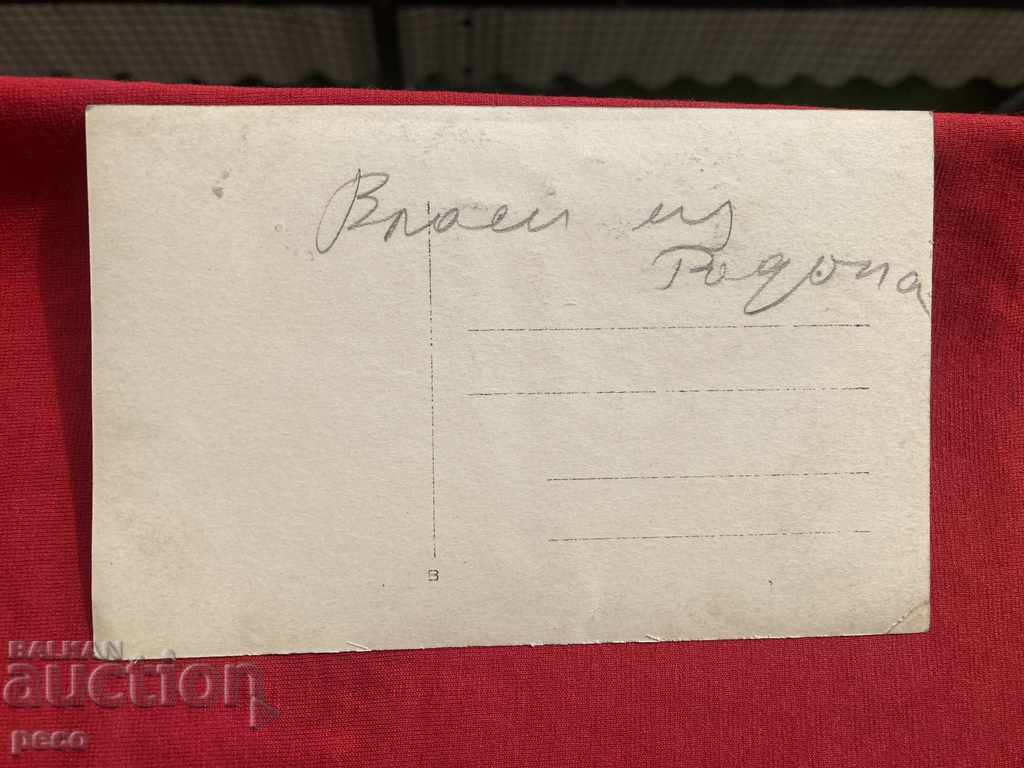 Власи из
Родопа
B
BALKAN
auction
peco